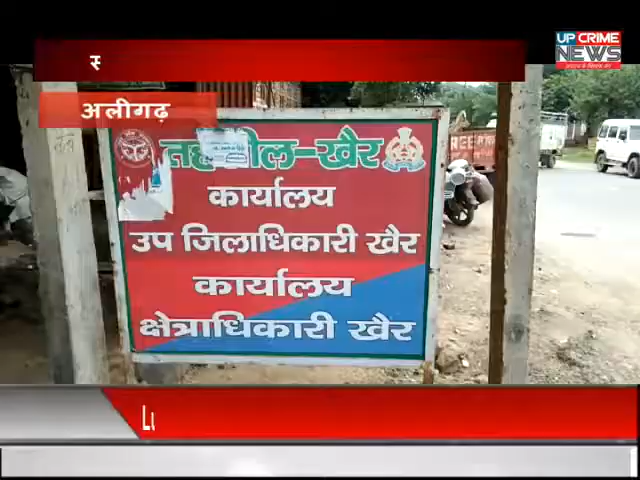 स
UP CRIME
NEWS
अलीगढ़
तहसील-खैर
कार्यालय
उप जिलाधिकारी खैर
कार्यालय
क्षेत्राधिकारी खैर